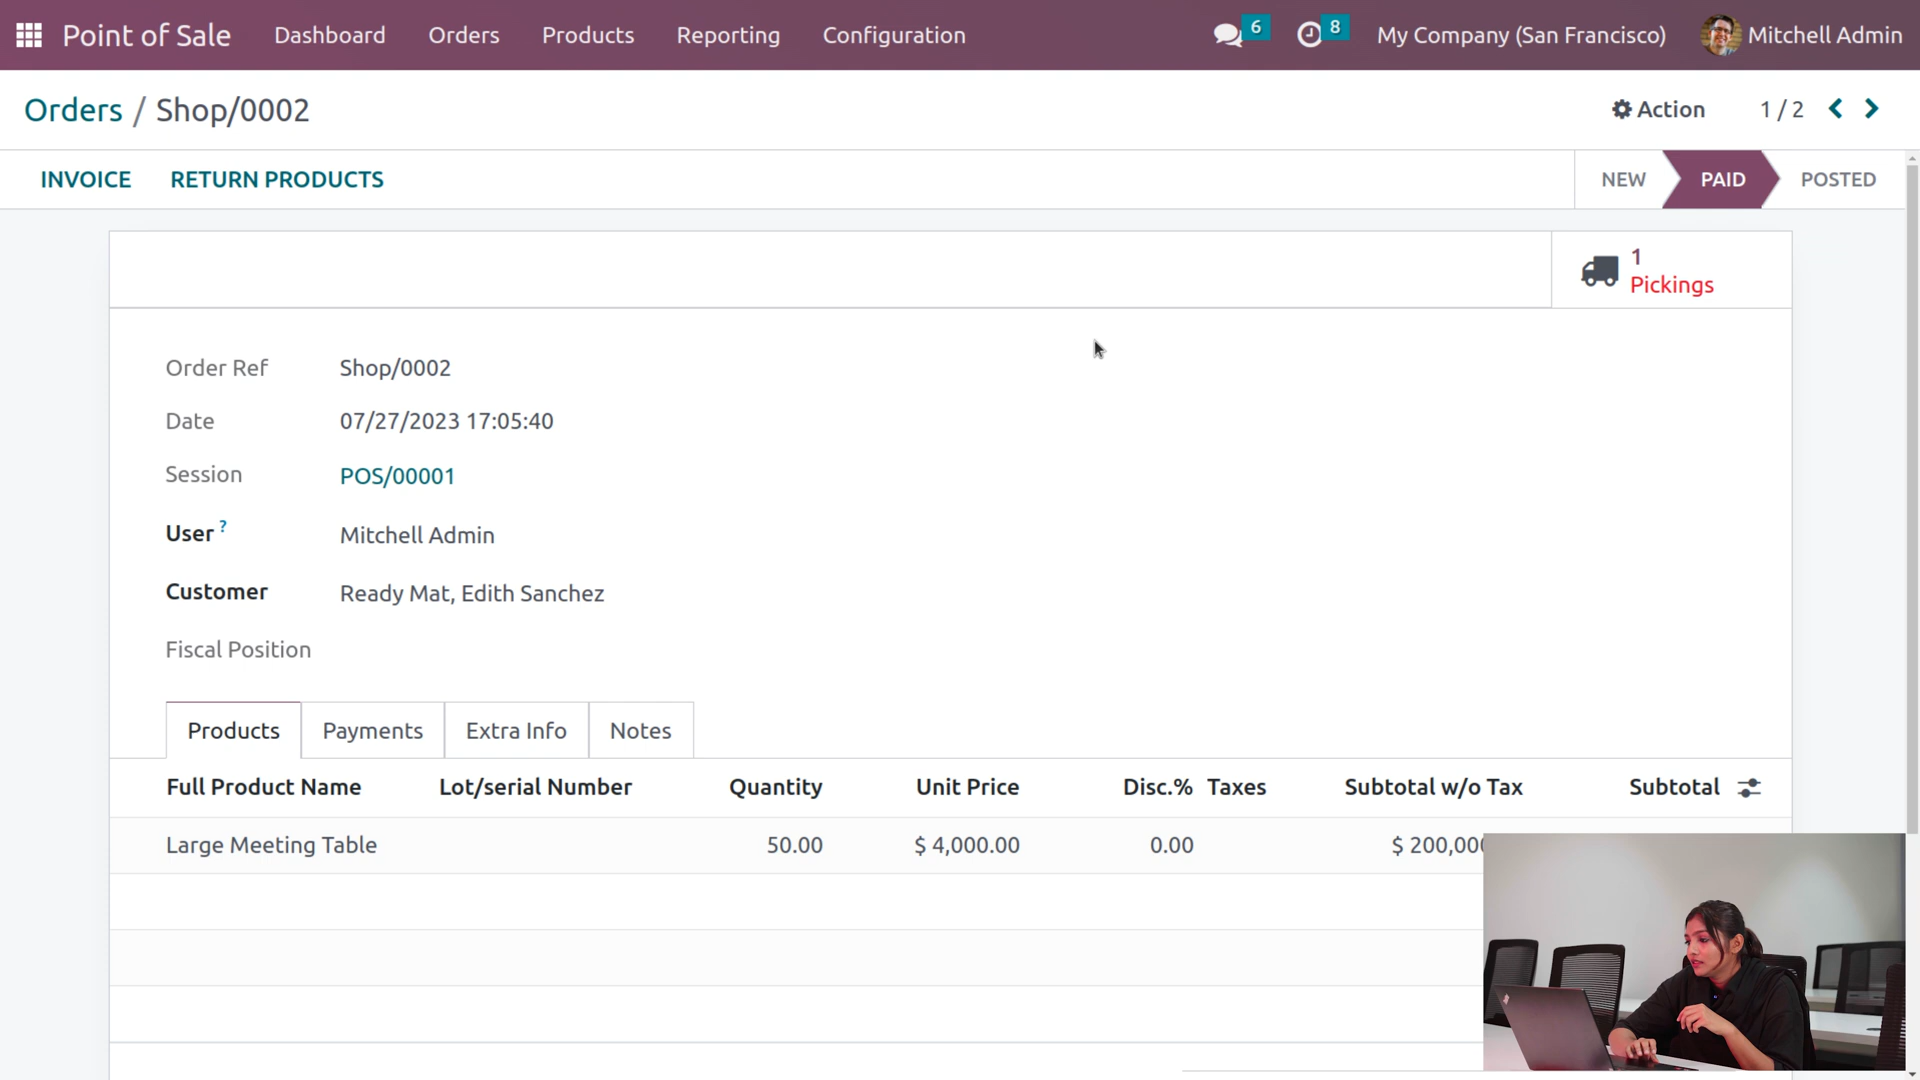 Point of Sale Dashboard Orders Products Reporting Configuration 6 8 My Company (San Francisco) Mitchell Admin
Orders / Shop/0002 Action 1 / 2
INVOICE RETURN PRODUCTS NEW PAID POSTED
1
Pickings
Order Ref Shop/0002
Date 07/27/2023 17:05:40
Session POS/00001
User ? Mitchell Admin
Customer Ready Mat, Edith Sanchez
Fiscal Position
Products Payments Extra Info Notes
Full Product Name Lot/serial Number Quantity Unit Price Disc.% Taxes Subtotal w/o Tax Subtotal
Large Meeting Table 50.00 $ 4,000.00 0.00 $ 200,00